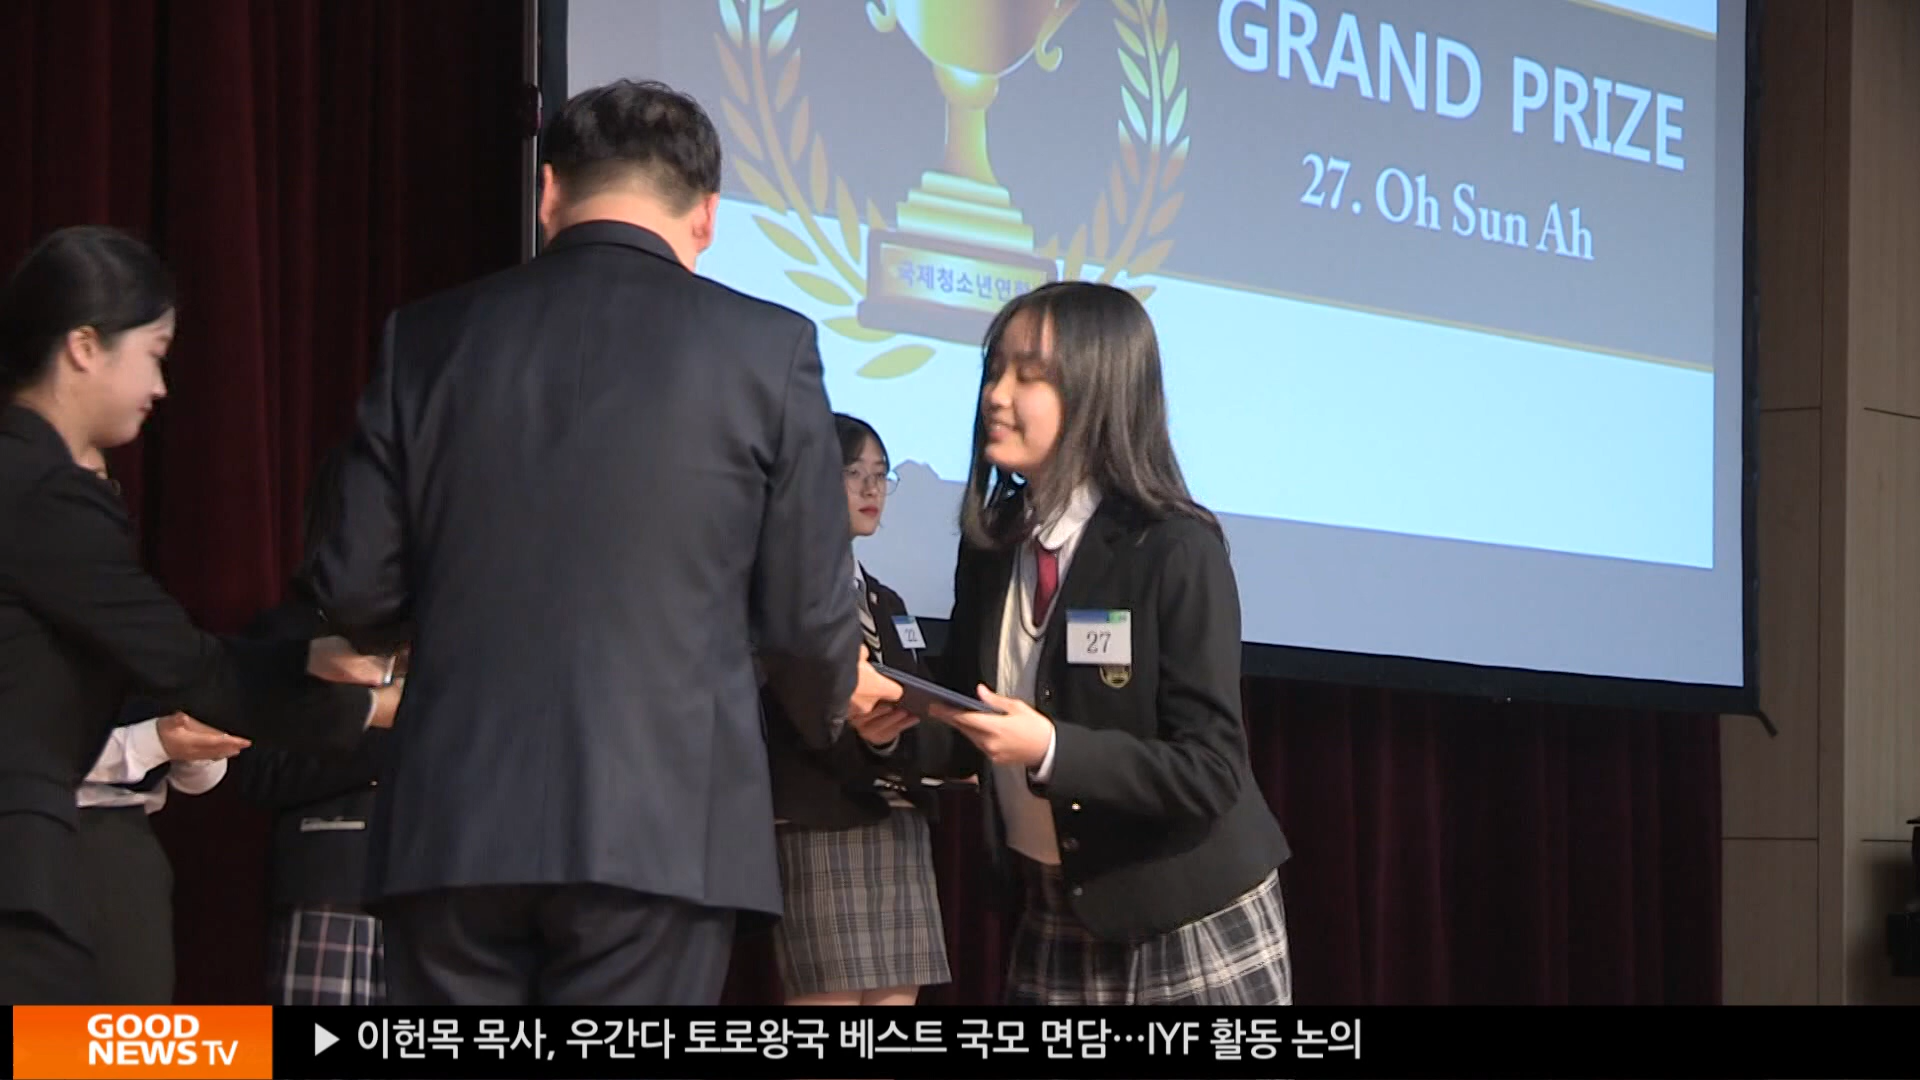 GRAND PRIZE
27. Oh Sun Ah
국제청소년연합
22
27
GOOD
NEWS TV
▶ 이헌목 목사, 우간다 토로왕국 베스트 국모 면담…IYF 활동 논의